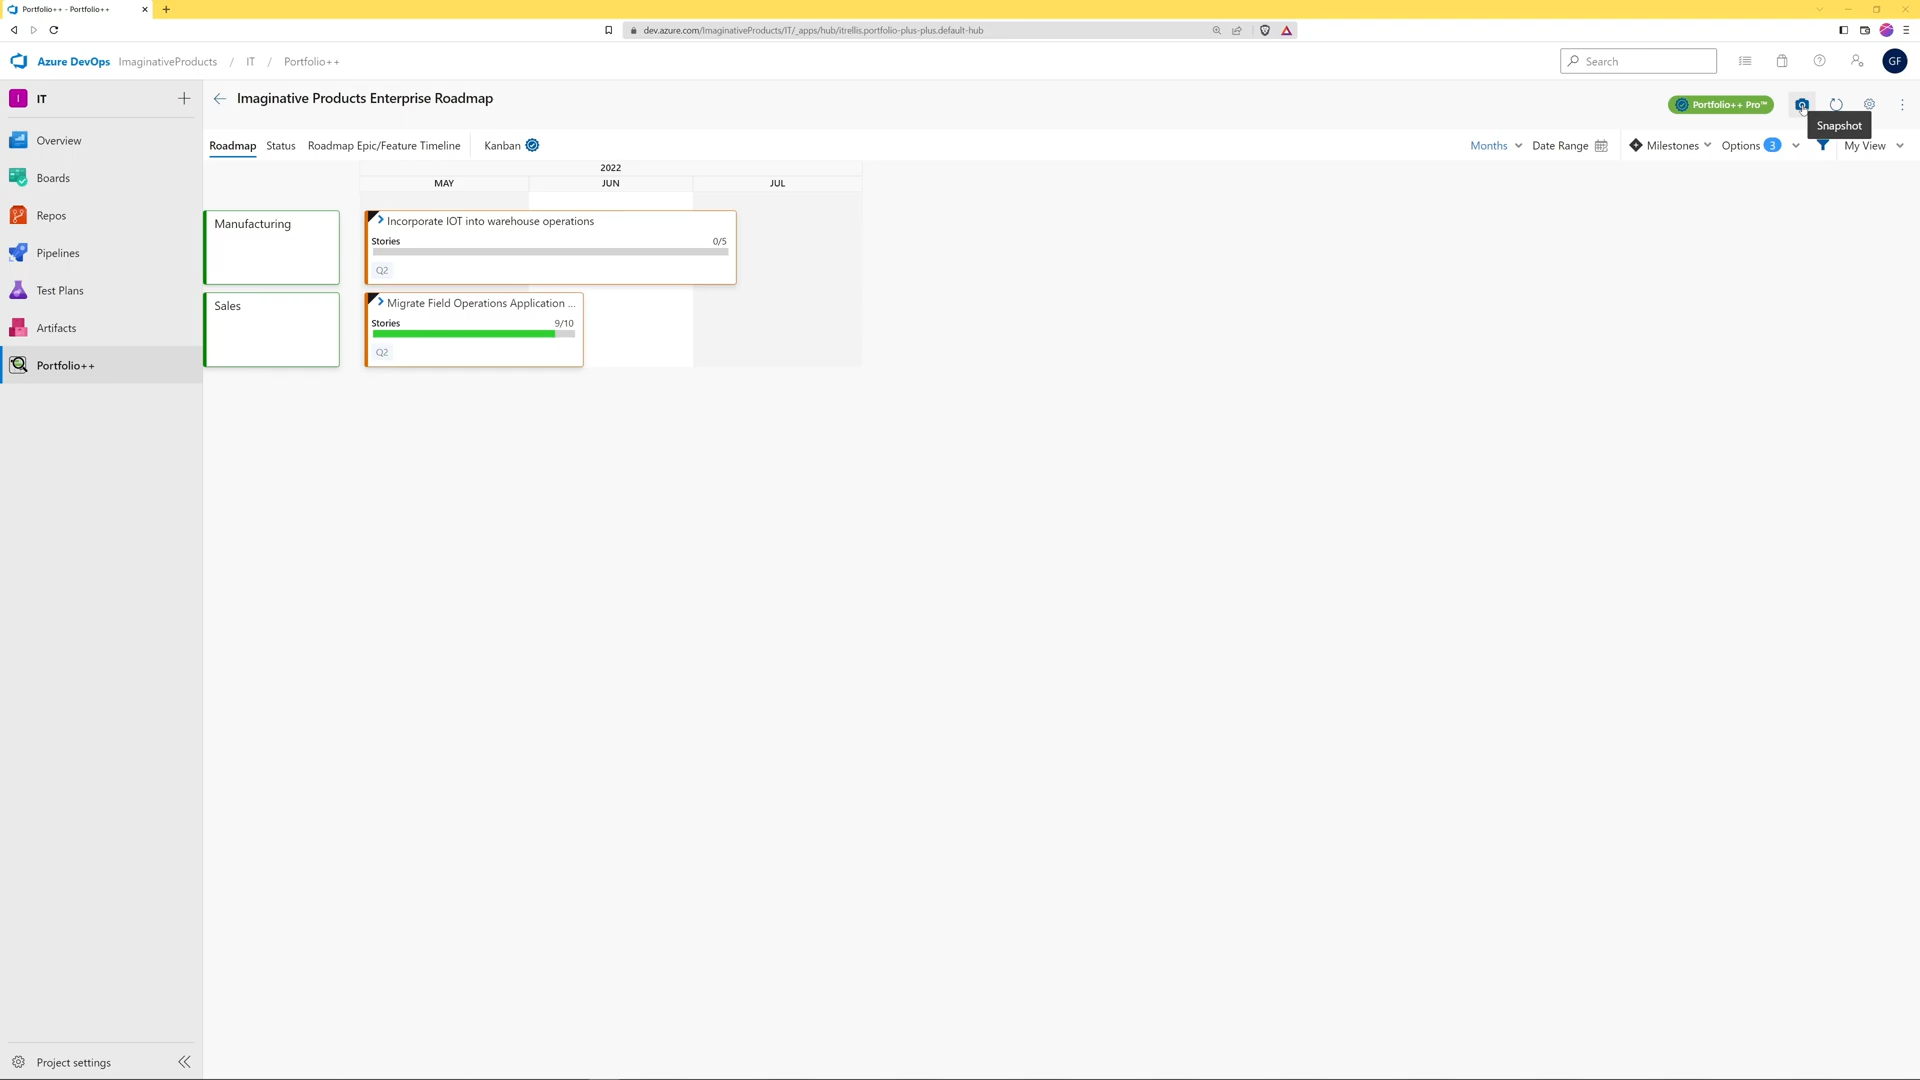 Portfolio++ - Portfolio++
dev.azure.com/ImaginativeProducts/IT/_apps/hub/itrellis.portfolio-plus-plus.default-hub
Azure DevOps ImaginativeProducts / IT / Portfolio++
Search
GF
I IT
Imaginative Products Enterprise Roadmap
Portfolio++ Pro™
Snapshot
Overview
Boards
Repos
Pipelines
Test Plans
Artifacts
Portfolio++
Roadmap Status Roadmap Epic/Feature Timeline Kanban
Months Date Range Milestones Options 3 My View
2022
MAY JUN JUL
Manufacturing
Incorporate IOT into warehouse operations
Stories 0/5
Q2
Sales
Migrate Field Operations Application ...
Stories 9/10
Q2
Project settings